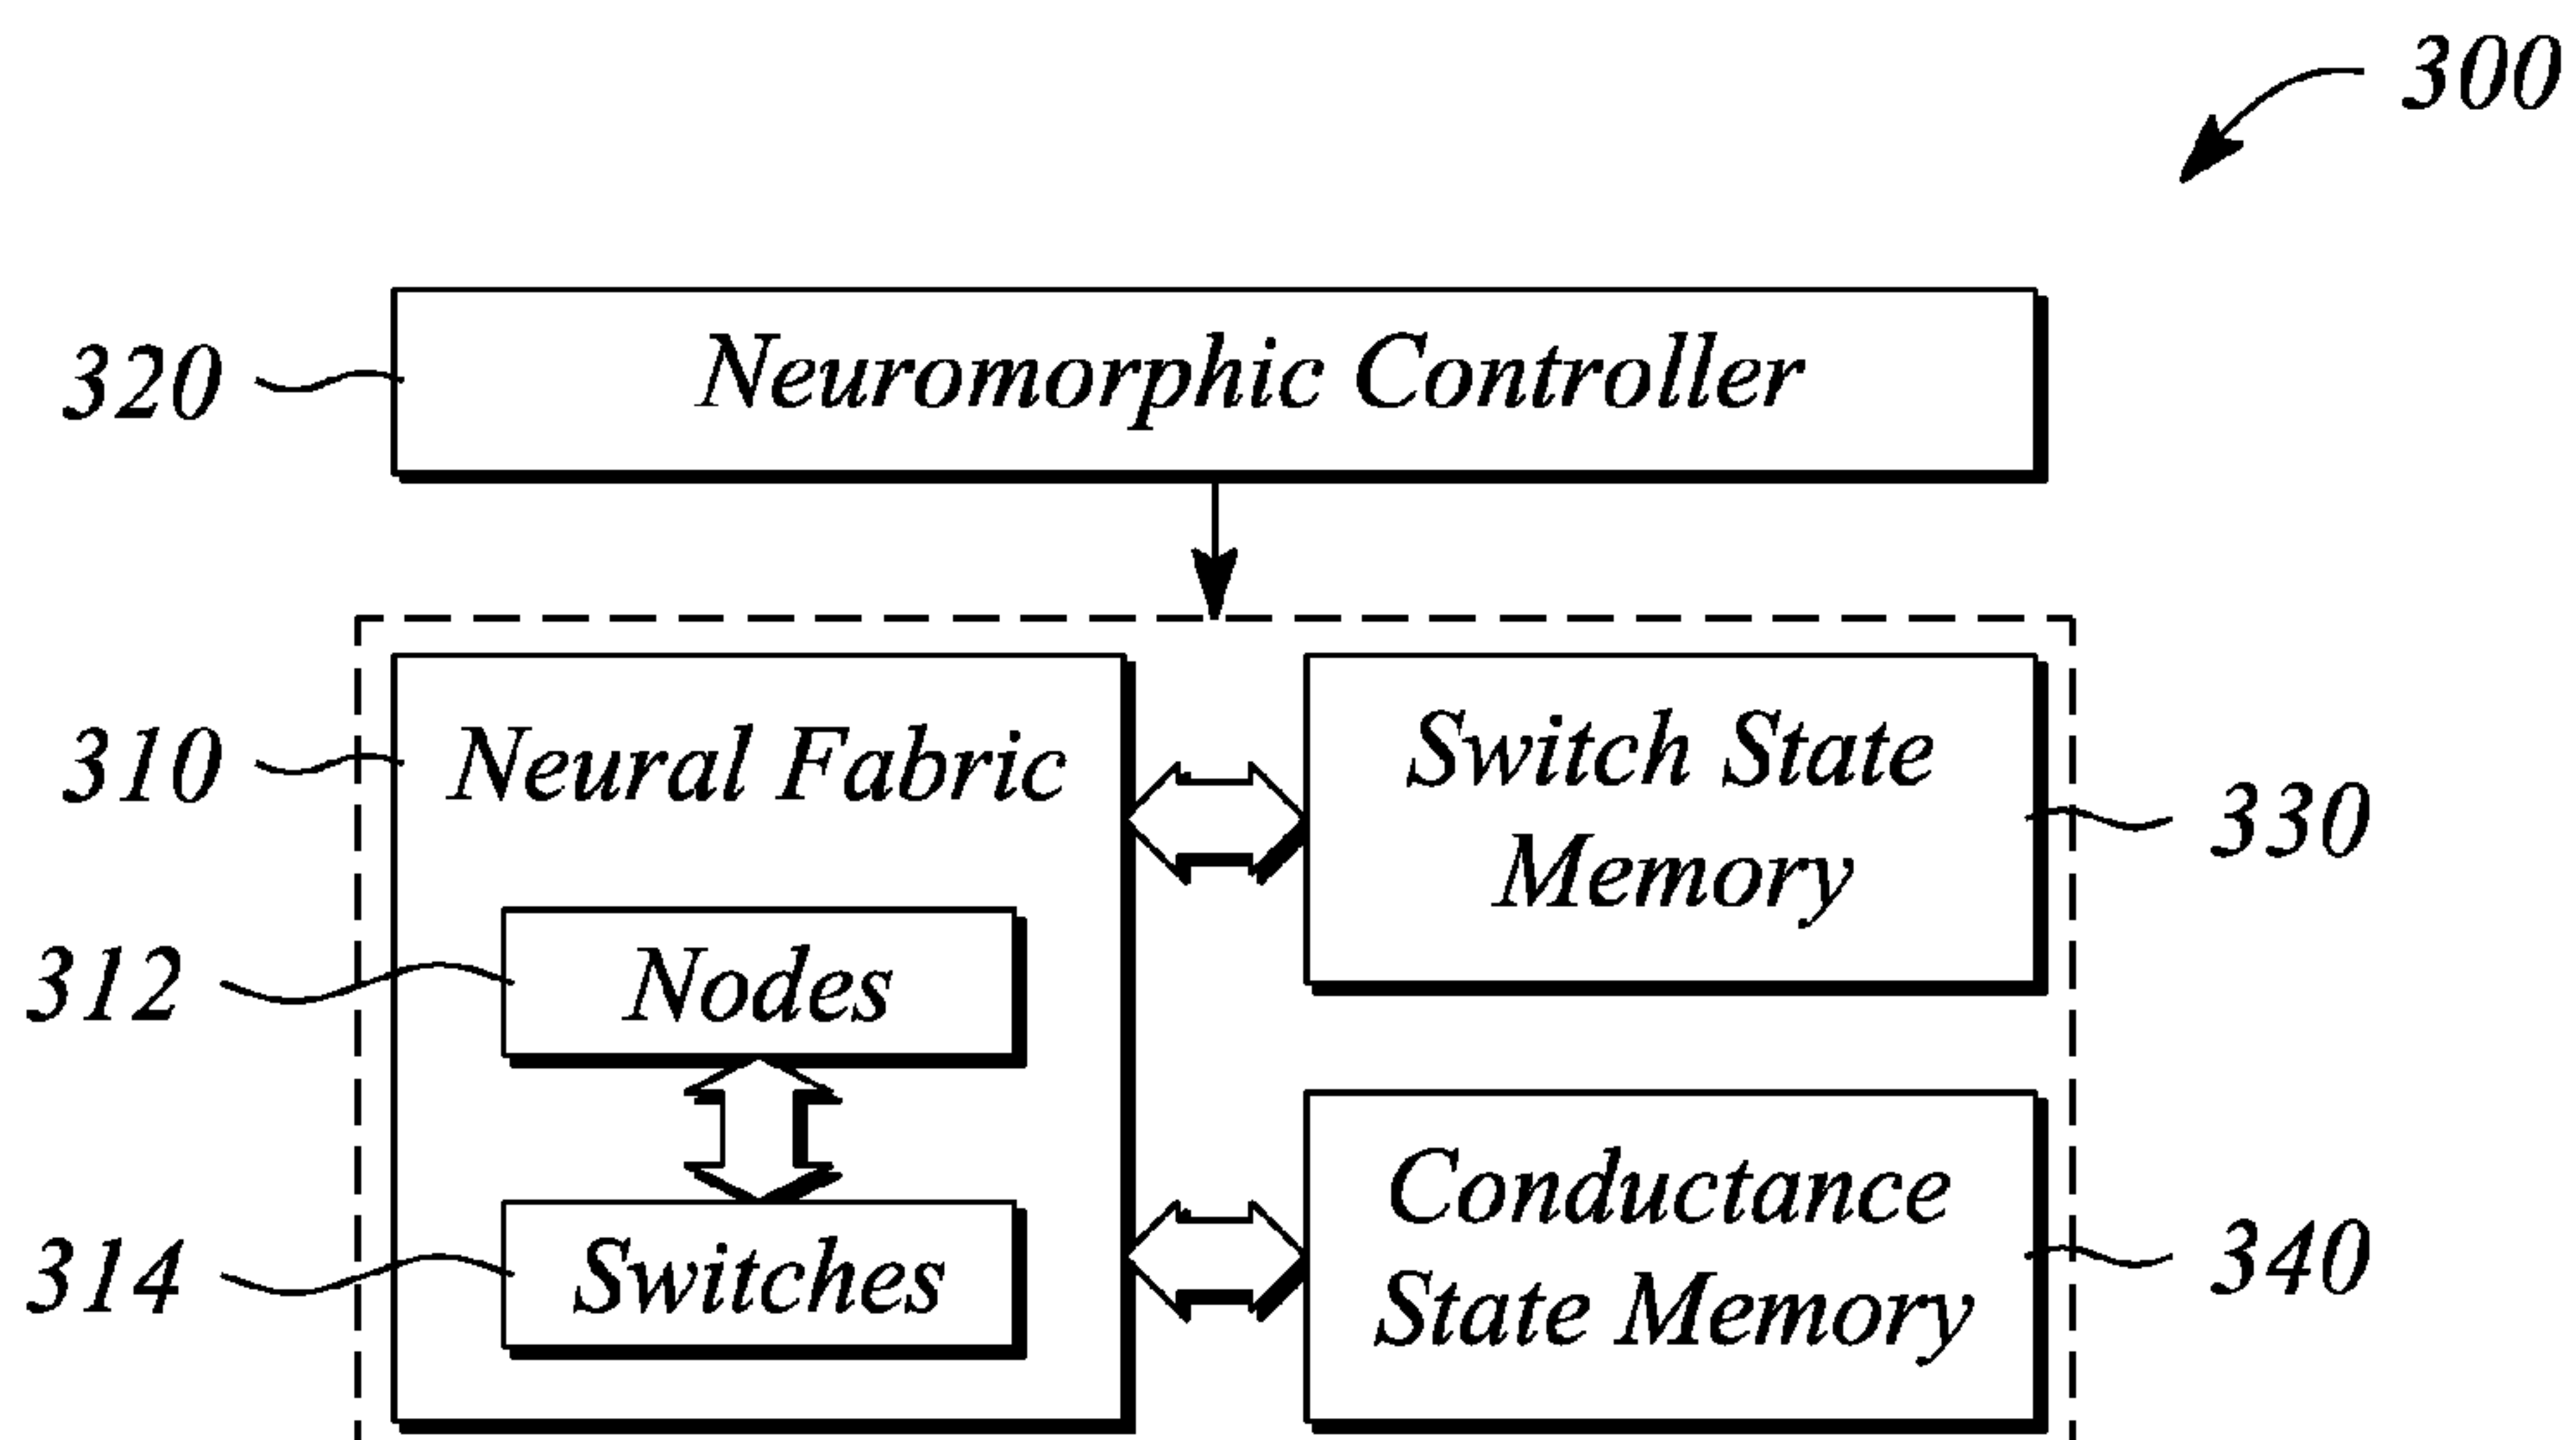 300
320
Neuromorphic Controller
310
Neural Fabric
Switch State
Memory
330
312
Nodes
314
Switches
Conductance
State Memory
340